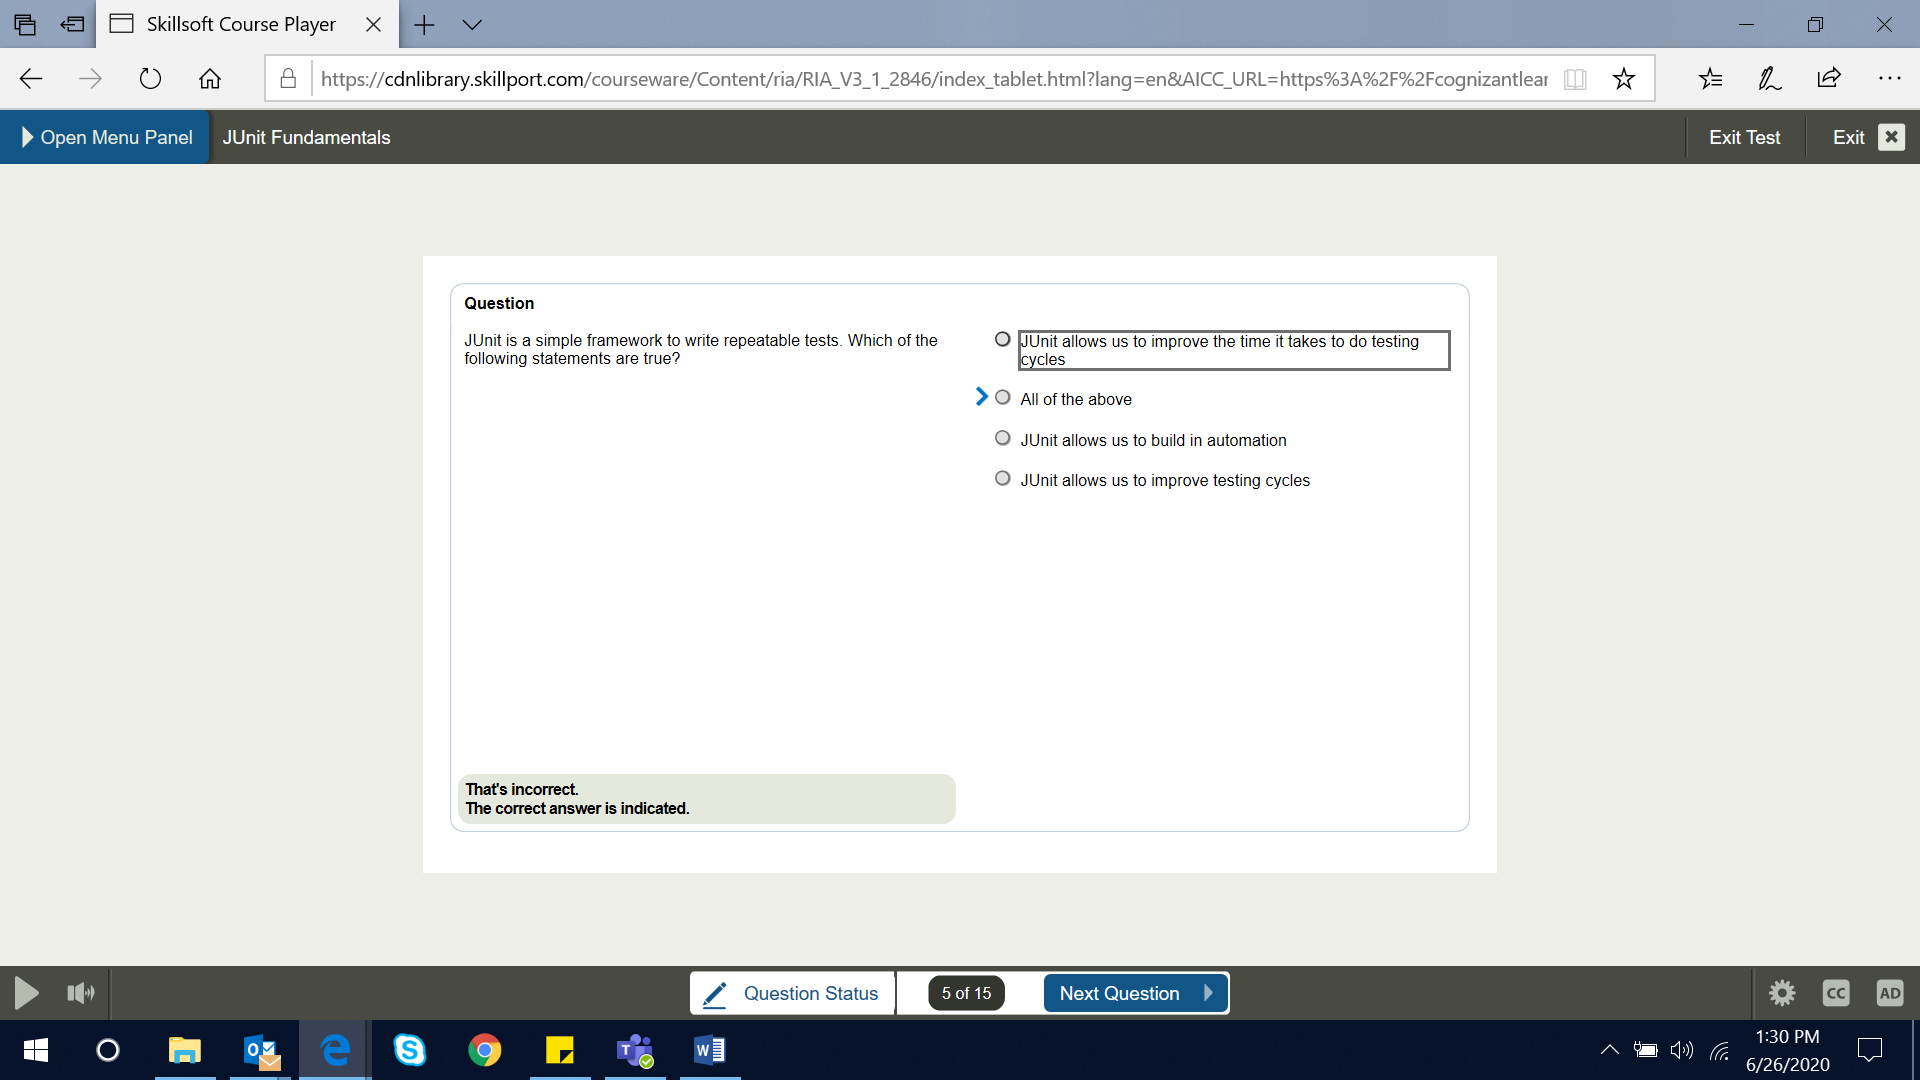 Skillsoft Course Player
https://cdnlibrary.skillport.com/courseware/Content/ria/RIA_V3_1_2846/index_tablet.html?lang=en&AICC_URL=https%3A%2F%2Fcognizantlear
Open Menu Panel
JUnit Fundamentals
Exit Test
Exit
Question
JUnit is a simple framework to write repeatable tests. Which of the
following statements are true?
JUnit allows us to improve the time it takes to do testing
cycles
All of the above
JUnit allows us to build in automation
JUnit allows us to improve testing cycles
That's incorrect.
The correct answer is indicated.
Question Status
5 of 15
Next Question
CC
AD
1:30 PM
6/26/2020